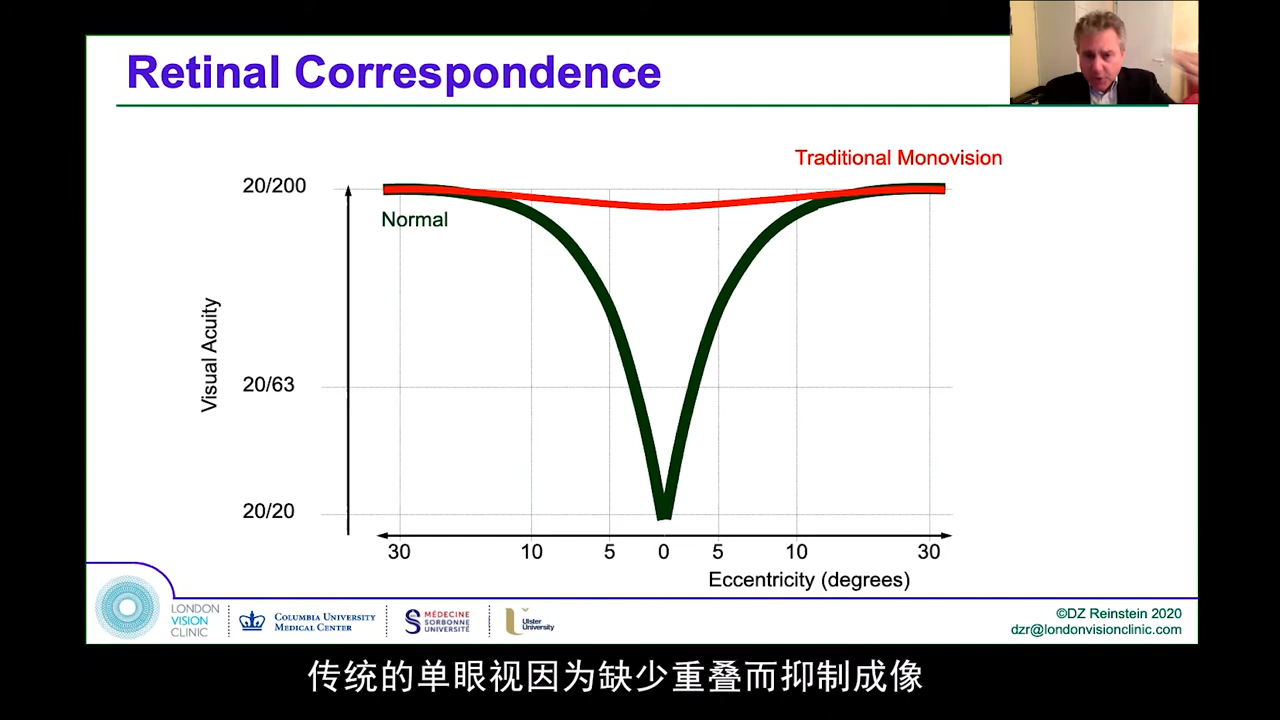 Retinal Correspondence
Traditional Monovision
20/200
Normal
Visual Acuity
20/63
20/20
30 10 5 0 5 10 30
Eccentricity (degrees)
LONDON
VISION
CLINIC
COLUMBIA UNIVERSITY
MEDICAL CENTER
MÉDECINE
SORBONNE
UNIVERSITÉ
Ulster
University
©DZ Reinstein 2020
dzr@londonvisionclinic.com
传统的单眼视因为缺少重叠而抑制成像